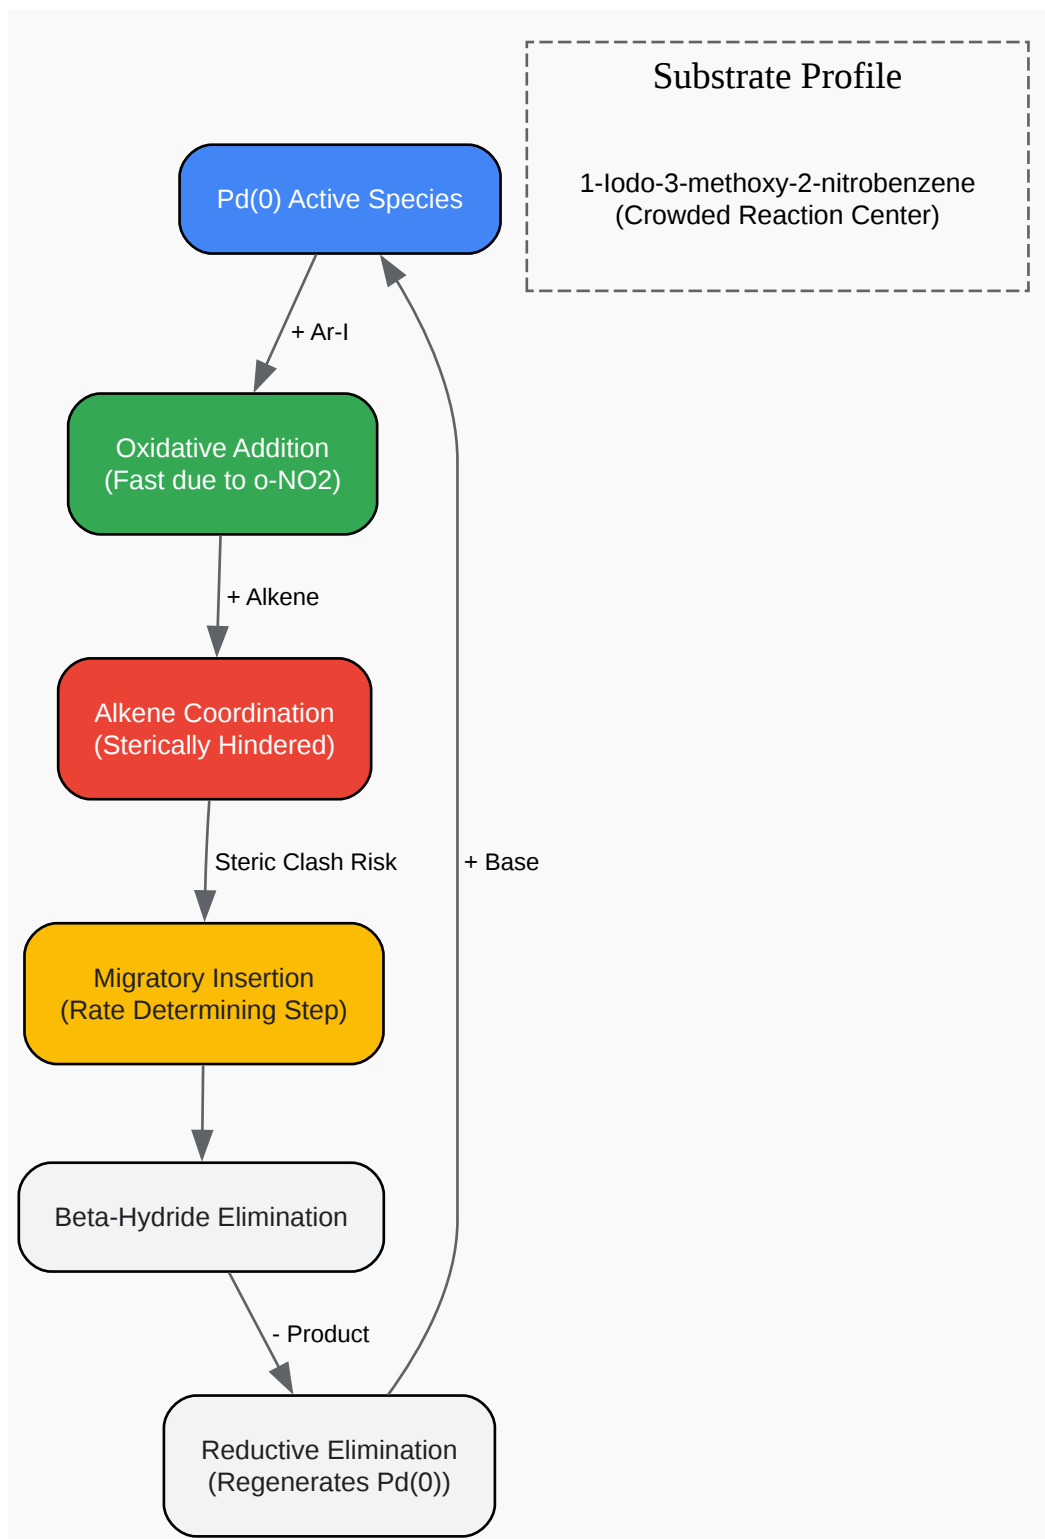 Substrate Profile
1-Iodo-3-methoxy-2-nitrobenzene
(Crowded Reaction Center)
Pd(0) Active Species
+ Ar-I
Oxidative Addition
(Fast due to o-NO2)
+ Alkene
Alkene Coordination
(Sterically Hindered)
Steric Clash Risk
+ Base
Migratory Insertion
(Rate Determining Step)
Beta-Hydride Elimination
- Product
Reductive Elimination
(Regenerates Pd(0))